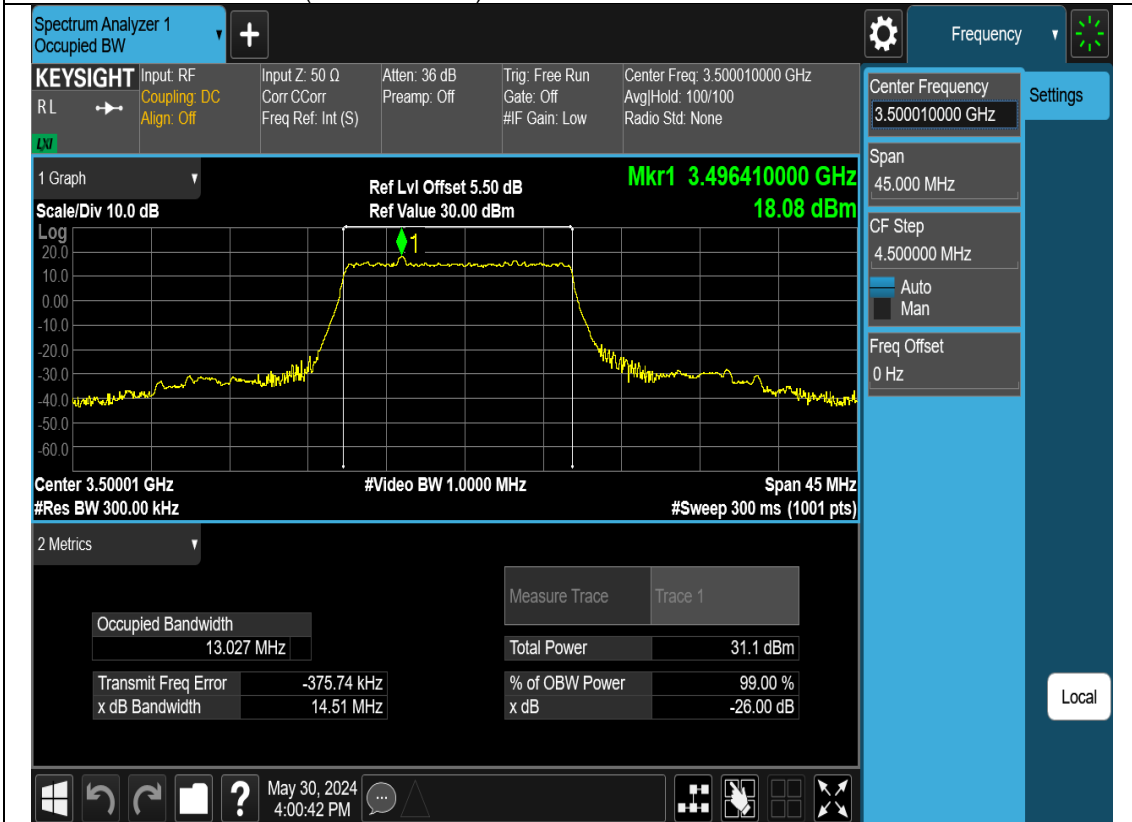 Spectrum Analyzer 1
Occupied BW
+
Frequency
KEYSIGHT
R L
LXI
Input: RF
Coupling: DC
Align: Off
Input Z: 50 Ω
Corr CCorr
Freq Ref: Int (S)
Atten: 36 dB
Preamp: Off
Trig: Free Run
Gate: Off
#IF Gain: Low
Center Freq: 3.500010000 GHz
Avg|Hold: 100/100
Radio Std: None
Center Frequency
3.500010000 GHz
Settings
Span
45.000 MHz
CF Step
4.500000 MHz
Auto
Man
Freq Offset
0 Hz
Local
1 Graph
Scale/Div 10.0 dB
Ref Lvl Offset 5.50 dB
Ref Value 30.00 dBm
Mkr1 3.496410000 GHz
18.08 dBm
Log
1
20.0
10.0
0.00
-10.0
-20.0
-30.0
-40.0
-50.0
-60.0
Center 3.50001 GHz
#Video BW 1.0000 MHz
Span 45 MHz
#Res BW 300.00 kHz
#Sweep 300 ms (1001 pts)
2 Metrics
Measure Trace Trace 1
Occupied Bandwidth
13.027 MHz
Total Power 31.1 dBm
Transmit Freq Error -375.74 kHz
% of OBW Power 99.00 %
x dB Bandwidth 14.51 MHz
x dB -26.00 dB
?
May 30, 2024
4:00:42 PM